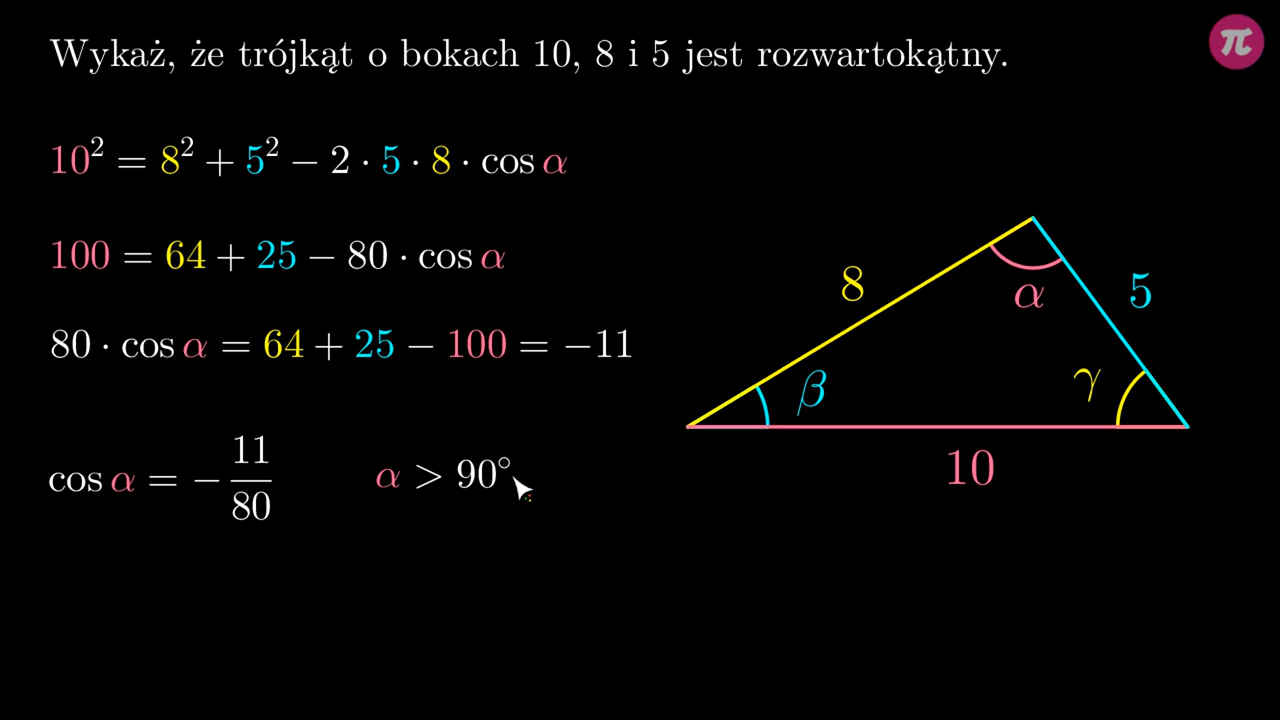 Wykaż, że trójkąt o bokach 10, 8 i 5 jest rozwartokątny.
10² = 8² + 5² − 2 · 5 · 8 · cos α
100 = 64 + 25 − 80 · cos α
80 · cos α = 64 + 25 − 100 = −11
cos α = −11/80
α > 90°
8
α
5
β
γ
10
π